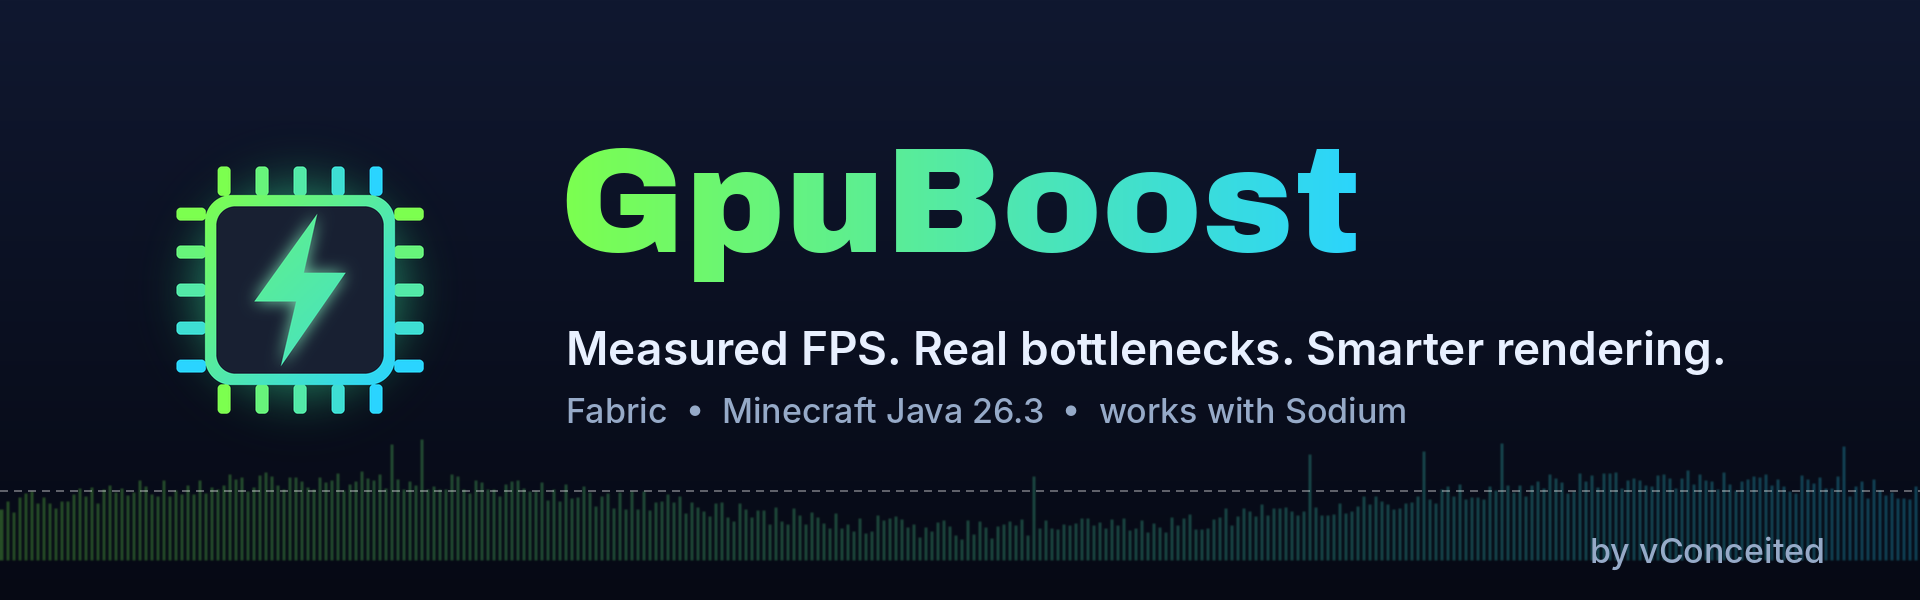 GpuBoost
Measured FPS. Real bottlenecks. Smarter rendering.
Fabric • Minecraft Java 26.3 • works with Sodium
by vConceited